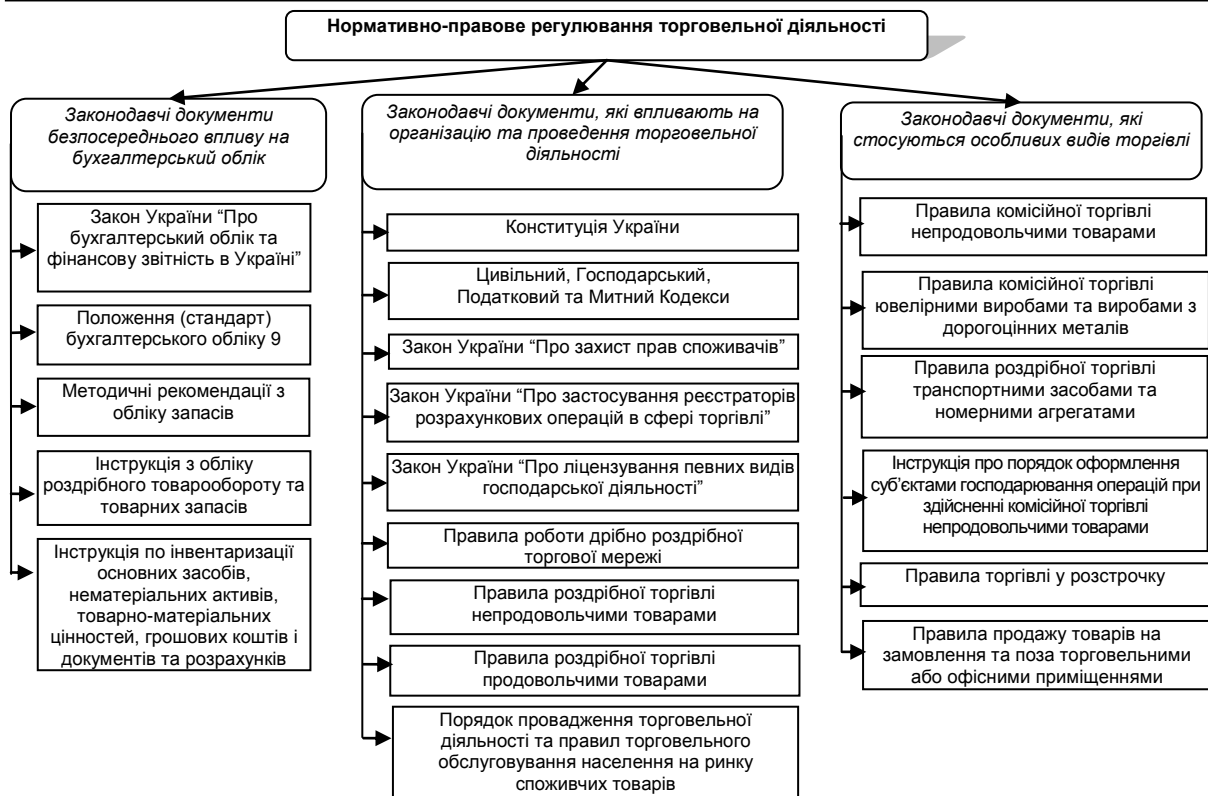 Нормативно-правове регулювання торговельної діяльності
Законодавчі документи
безпосереднього впливу на
бухгалтерський облік
Закон України “Про
бухгалтерський облік та
фінансову звітність в Україні”
Положення (стандарт)
бухгалтерського обліку 9
Методичні рекомендації з
обліку запасів
Інструкція з обліку
роздрібного товарообороту та
товарних запасів
Інструкція по інвентаризації
основних засобів,
нематеріальних активів,
товарно-матеріальних
цінностей, грошових коштів і
документів та розрахунків
Законодавчі документи, які впливають на
організацію та проведення торговельної
діяльності
Конституція України
Цивільний, Господарський,
Податковий та Митний Кодекси
Закон України “Про захист прав споживачів”
Закон України “Про застосування реєстраторів
розрахункових операцій в сфері торгівлі”
Закон України “Про ліцензування певних видів
господарської діяльності”
Правила роботи дрібно роздрібної
торгової мережі
Правила роздрібної торгівлі
непродовольчими товарами
Правила роздрібної торгівлі
продовольчими товарами
Порядок провадження торговельної
діяльності та правил торговельного
обслуговування населення на ринку
споживчих товарів
Законодавчі документи, які
стосуються особливих видів торгівлі
Правила комісійної торгівлі
непродовольчими товарами
Правила комісійної торгівлі
ювелірними виробами та виробами з
дорогоцінних металів
Правила роздрібної торгівлі
транспортними засобами та
номерними агрегатами
Інструкція про порядок оформлення
суб’єктами господарювання операцій при
здійсненні комісійної торгівлі
непродовольчими товарами
Правила торгівлі у розстрочку
Правила продажу товарів на
замовлення та поза торговельними
або офісними приміщеннями